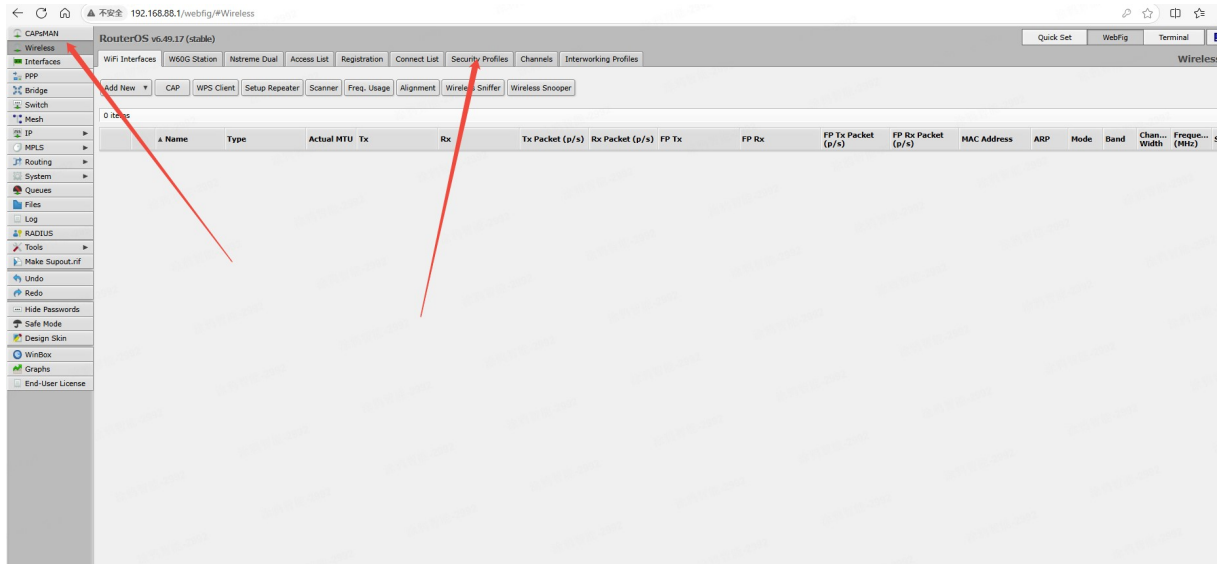 不安全 192.168.88.1/webfig/#Wireless
CAPsMAN
Wireless
Interfaces
PPP
Bridge
Switch
Mesh
IP
MPLS
Routing
System
Queues
Files
Log
RADIUS
Tools
Make Supout.rif
Undo
Redo
Hide Passwords
Safe Mode
Design Skin
WinBox
Graphs
End-User License
RouterOS v6.49.17 (stable)
Quick Set WebFig Terminal
WiFi Interfaces W60G Station Nstreme Dual Access List Registration Connect List Security Profiles Channels Interworking Profiles
Add New CAP WPS Client Setup Repeater Scanner Freq. Usage Alignment Wireless Sniffer Wireless Snooper
0 items
Name Type Actual MTU Tx Rx Tx Packet (p/s) Rx Packet (p/s) FP Tx FP Rx FP Tx Packet (p/s) FP Rx Packet (p/s) MAC Address ARP Mode Band Chan... Width Freque... (MHz)